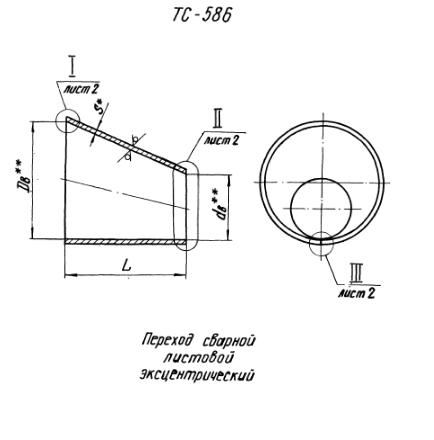 ТС-586
I
лист 2
S*
II
лист 2
Dв**
dв**
L
III
лист 2
Переход сварной
листовой
эксцентрический